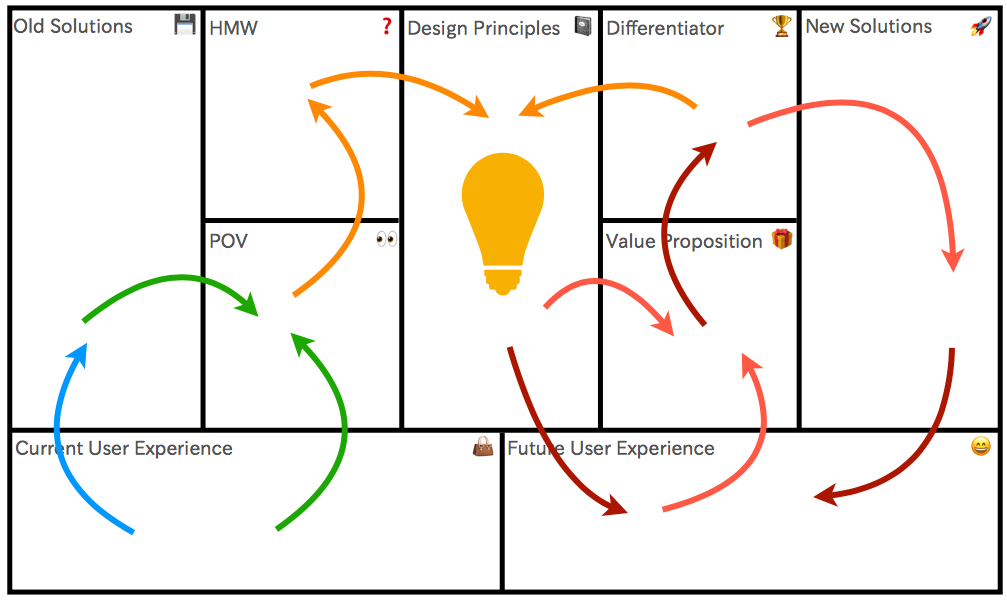 Old Solutions
HMW
Design Principles
Differentiator
New Solutions
POV
Value Proposition
Current User Experience
Future User Experience